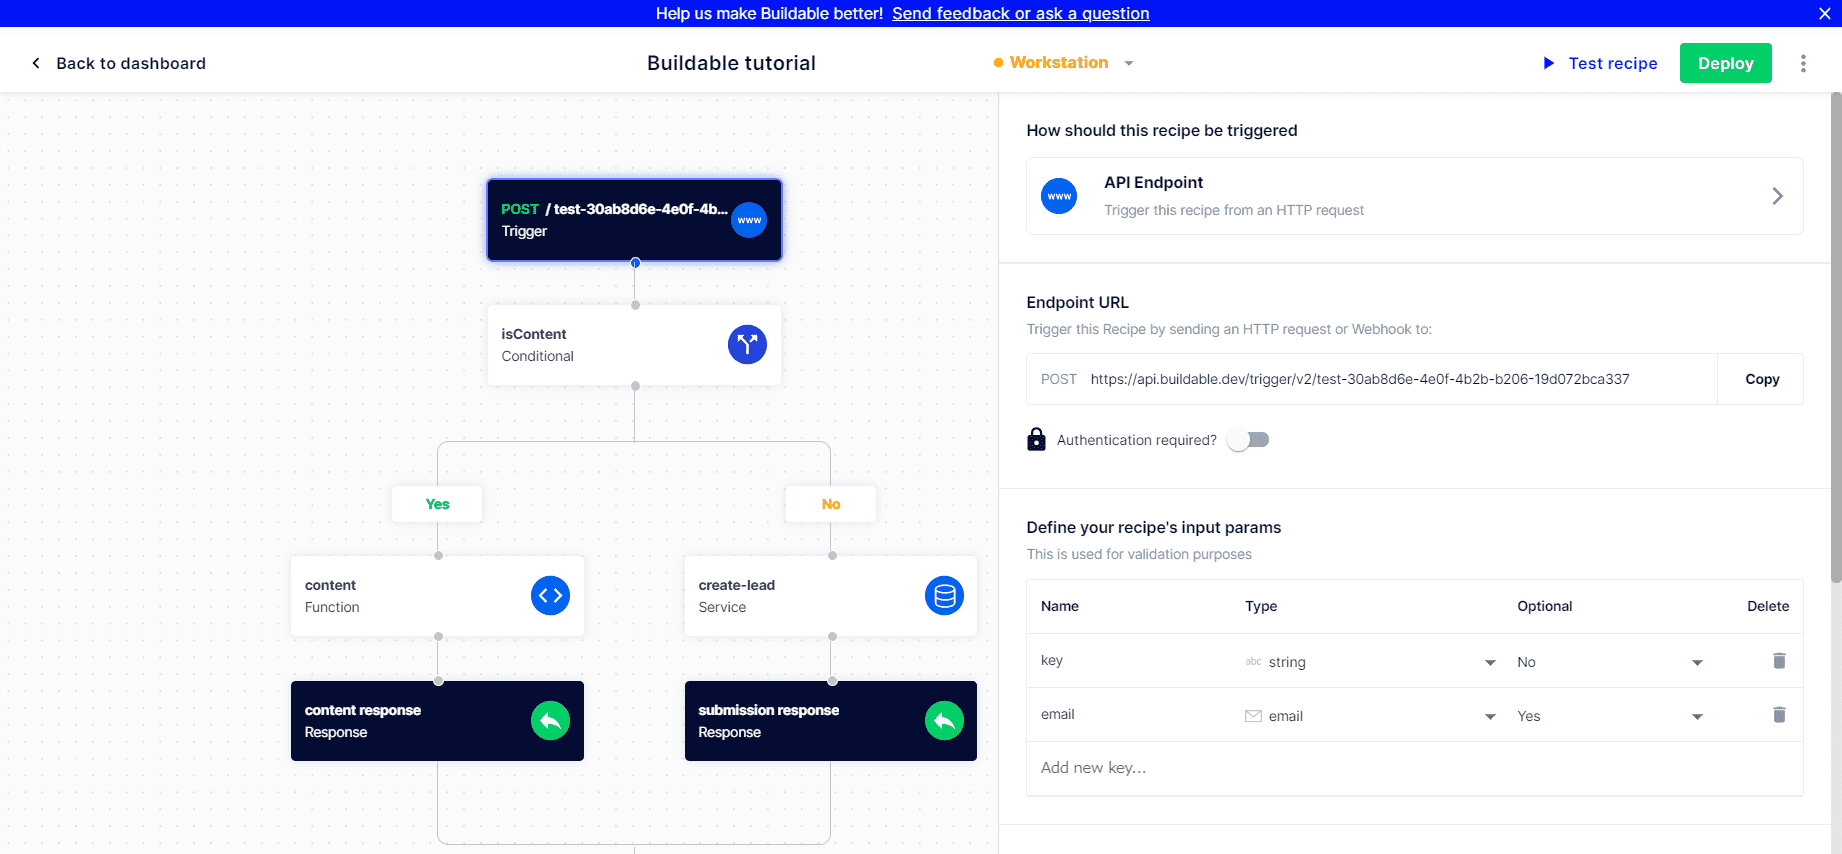 Help us make Buildable better! Send feedback or ask a question
Back to dashboard
Buildable tutorial
Workstation
Test recipe
Deploy
POST / test-30ab8d6e-4e0f-4b...
Trigger
www
isContent
Conditional
Yes
No
content
Function
create-lead
Service
content response
Response
submission response
Response
How should this recipe be triggered
www
API Endpoint
Trigger this recipe from an HTTP request
Endpoint URL
Trigger this Recipe by sending an HTTP request or Webhook to:
POST https://api.buildable.dev/trigger/v2/test-30ab8d6e-4e0f-4b2b-b206-19d072bca337 Copy
Authentication required?
Define your recipe's input params
This is used for validation purposes
Name Type Optional Delete
key abc string No
email email Yes
Add new key...